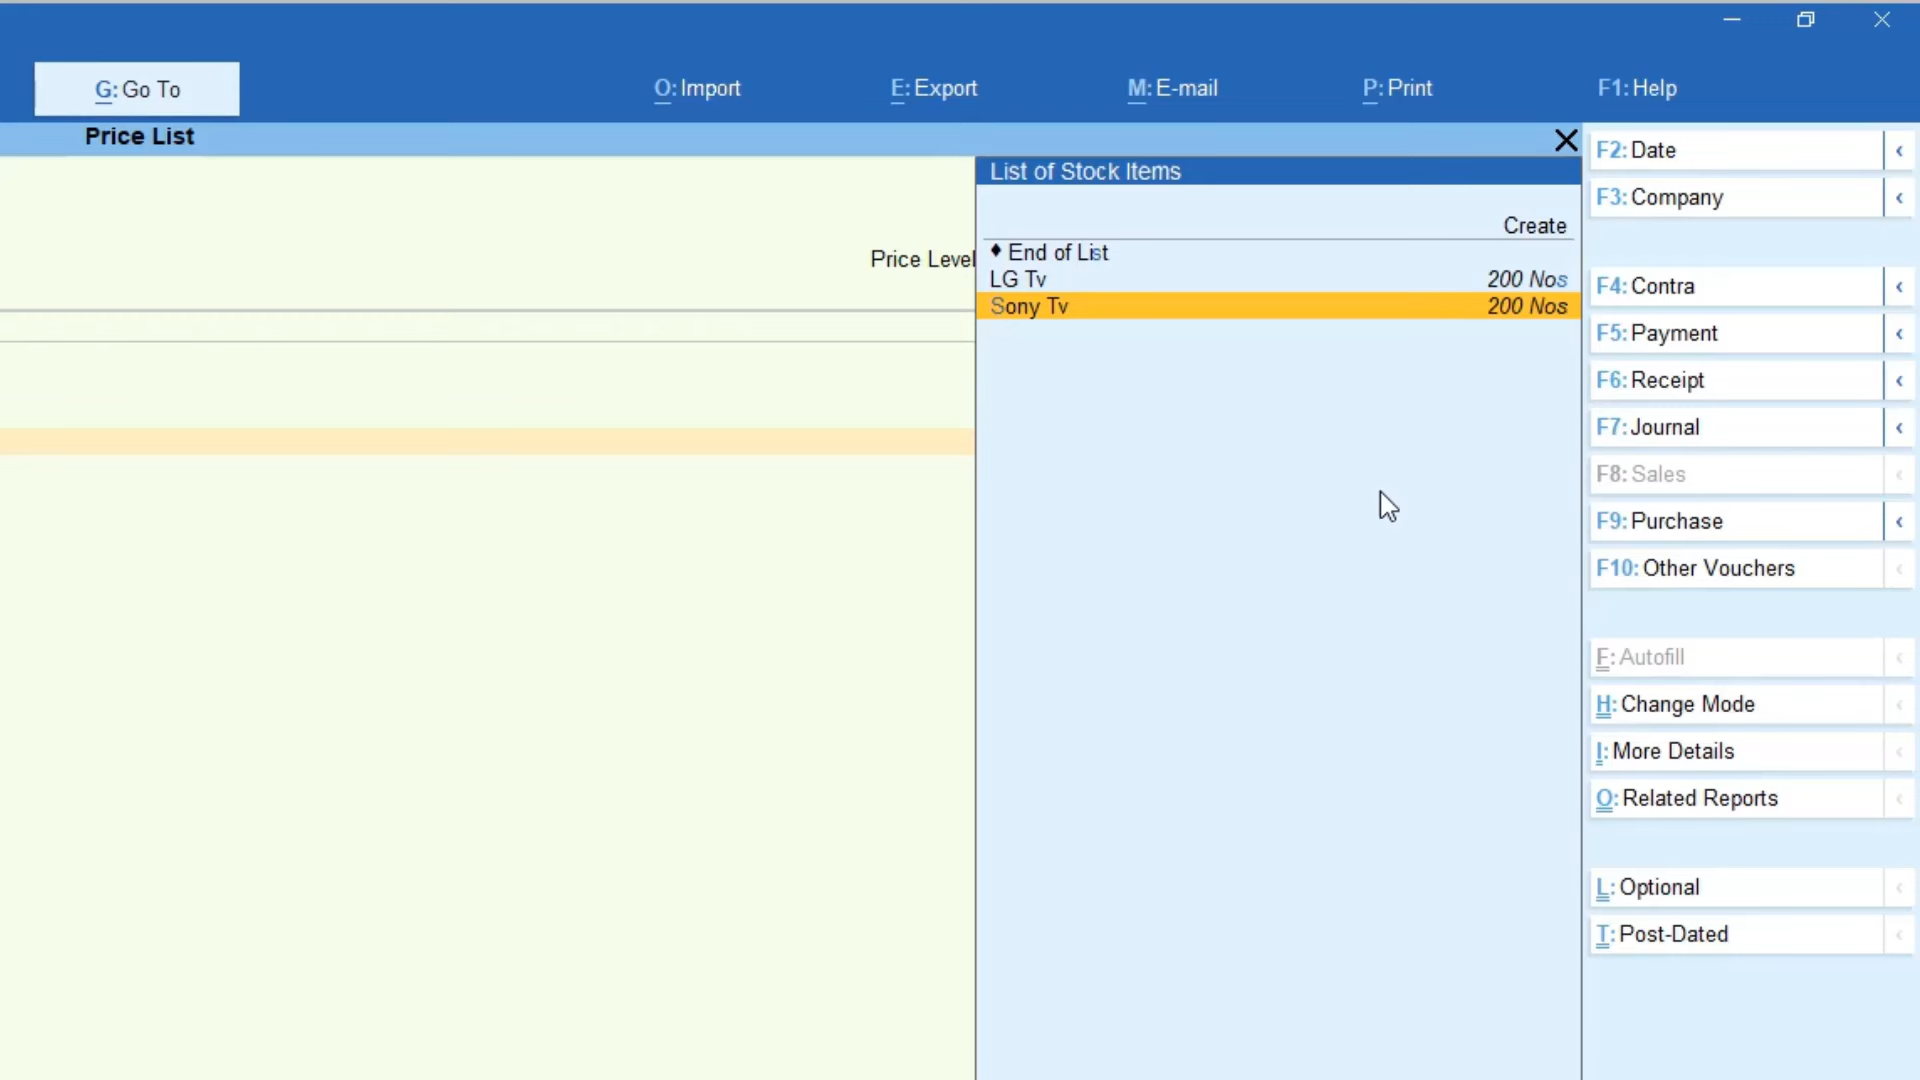 G: Go To
O: Import
E: Export
M: E-mail
P: Print
F1: Help
Price List
Price Level
List of Stock Items
Create
♦ End of List
LG Tv 200 Nos
Sony Tv 200 Nos
F2: Date
F3: Company
F4: Contra
F5: Payment
F6: Receipt
F7: Journal
F8: Sales
F9: Purchase
F10: Other Vouchers
F: Autofill
H: Change Mode
I: More Details
O: Related Reports
L: Optional
T: Post-Dated